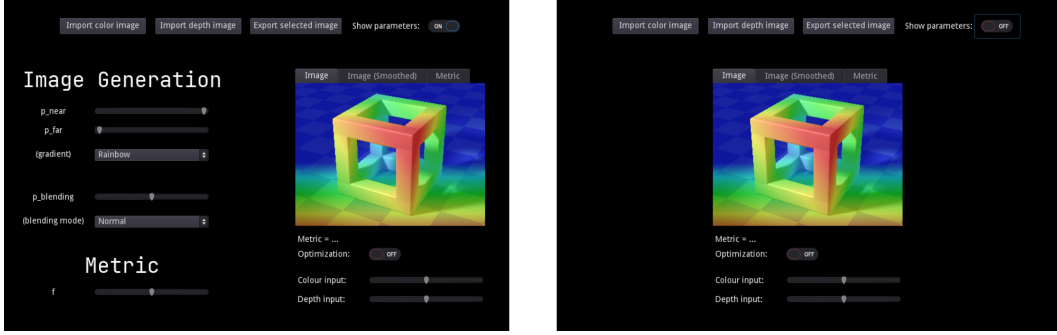 Import color image Import depth image Export selected image Show parameters: ON
Image Generation
p_near
p_far
(gradient) Rainbow
p_blending
(blending mode) Normal
Metric
f
Image Image (Smoothed) Metric
Metric = ...
Optimization: OFF
Colour input:
Depth input:
Import color image Import depth image Export selected image Show parameters: OFF
Image Image (Smoothed) Metric
Metric = ...
Optimization: OFF
Colour input:
Depth input: